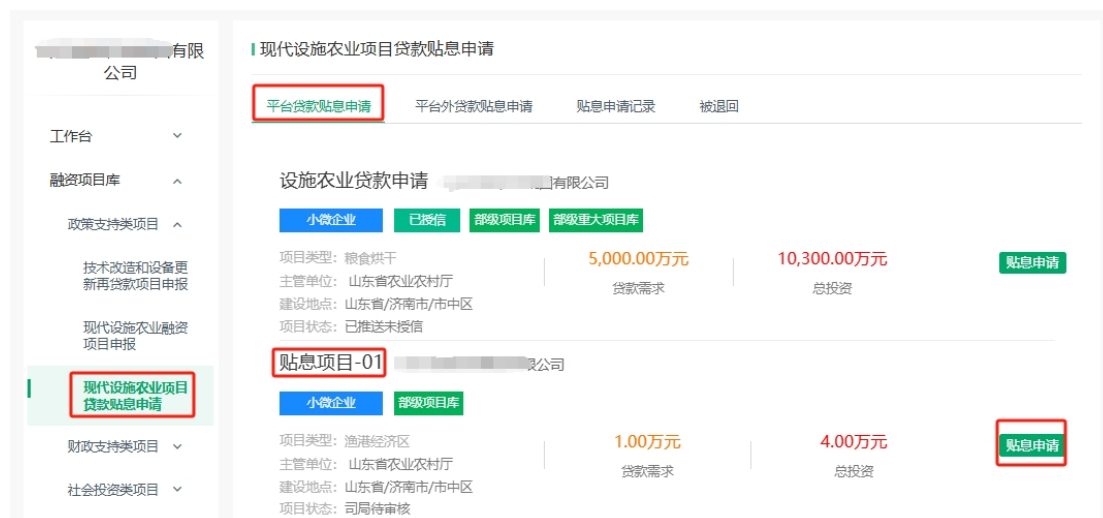 有限
公司
工作台
融资项目库
政策支持类项目
技术改造和设备更
新再贷款项目申报
现代设施农业融资
项目申报
现代设施农业项目
贷款贴息申请
财政支持类项目
社会投资类项目
现代设施农业项目贷款贴息申请
平台贷款贴息申请 平台外贷款贴息申请 贴息申请记录 被退回
设施农业贷款申请 有限公司
小微企业 已授信 部级项目库 部级重大项目库
项目类型: 粮食烘干
主管单位: 山东省农业农村厅
建设地点: 山东省/济南市/市中区
项目状态: 已推送未授信
5,000.00万元
贷款需求
10,300.00万元
总投资
贴息申请
贴息项目-01 公司
小微企业 部级项目库
项目类型: 渔港经济区
主管单位: 山东省农业农村厅
建设地点: 山东省/济南市/市中区
项目状态: 司局待审核
1.00万元
贷款需求
4.00万元
总投资
贴息申请